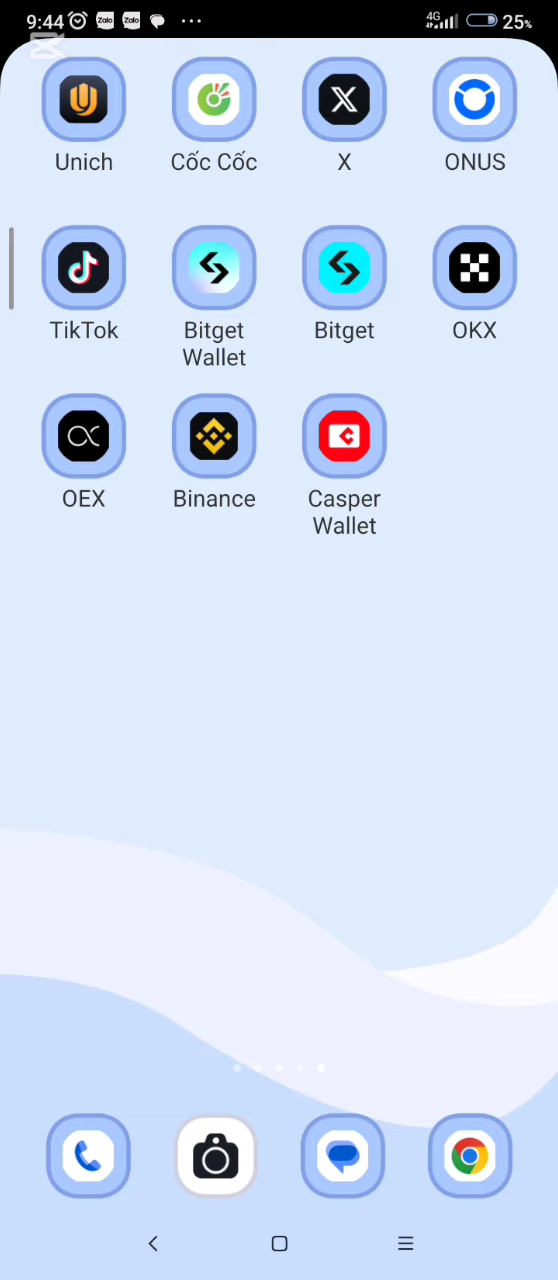 9:44 Zalo Zalo 4G 25%
Unich Cốc Cốc X ONUS
TikTok Bitget Wallet Bitget OKX
OEX Binance Casper Wallet